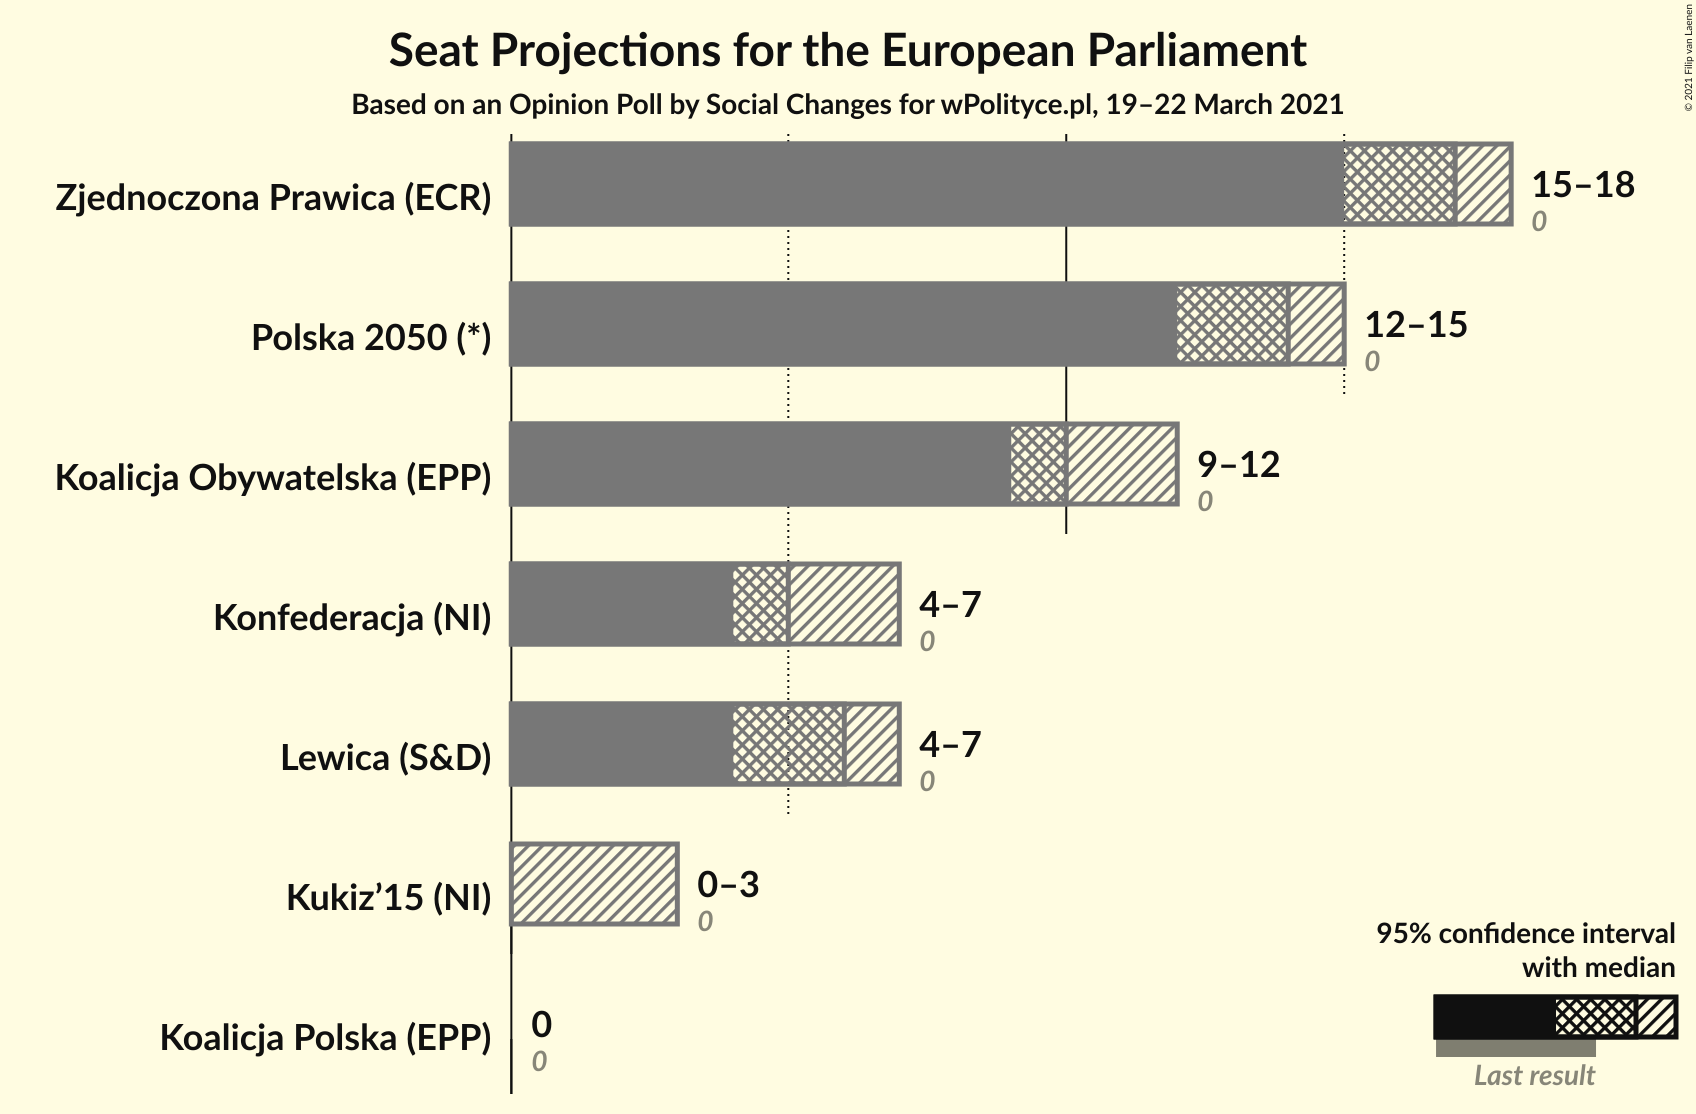 Seat Projections for the European Parliament
Based on an Opinion Poll by Social Changes for wPolityce.pl, 19–22 March 2021
© 2021 Filip van Laenen
Zjednoczona Prawica (ECR)
15–18
0
Polska 2050 (*)
12–15
0
Koalicja Obywatelska (EPP)
9–12
0
Konfederacja (NI)
4–7
0
Lewica (S&D)
4–7
0
Kukiz’15 (NI)
0–3
0
Koalicja Polska (EPP)
0
0
95% confidence interval
with median
Last result